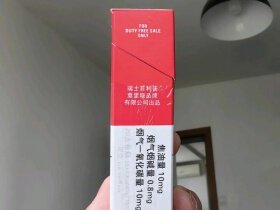 FOR
DUTY FREE SALE
ONLY
瑞士菲利普
莫里斯品牌
有限公司出品
焦油量 10mg
烟气烟碱量 0.8mg
烟气一氧化碳量 10mg